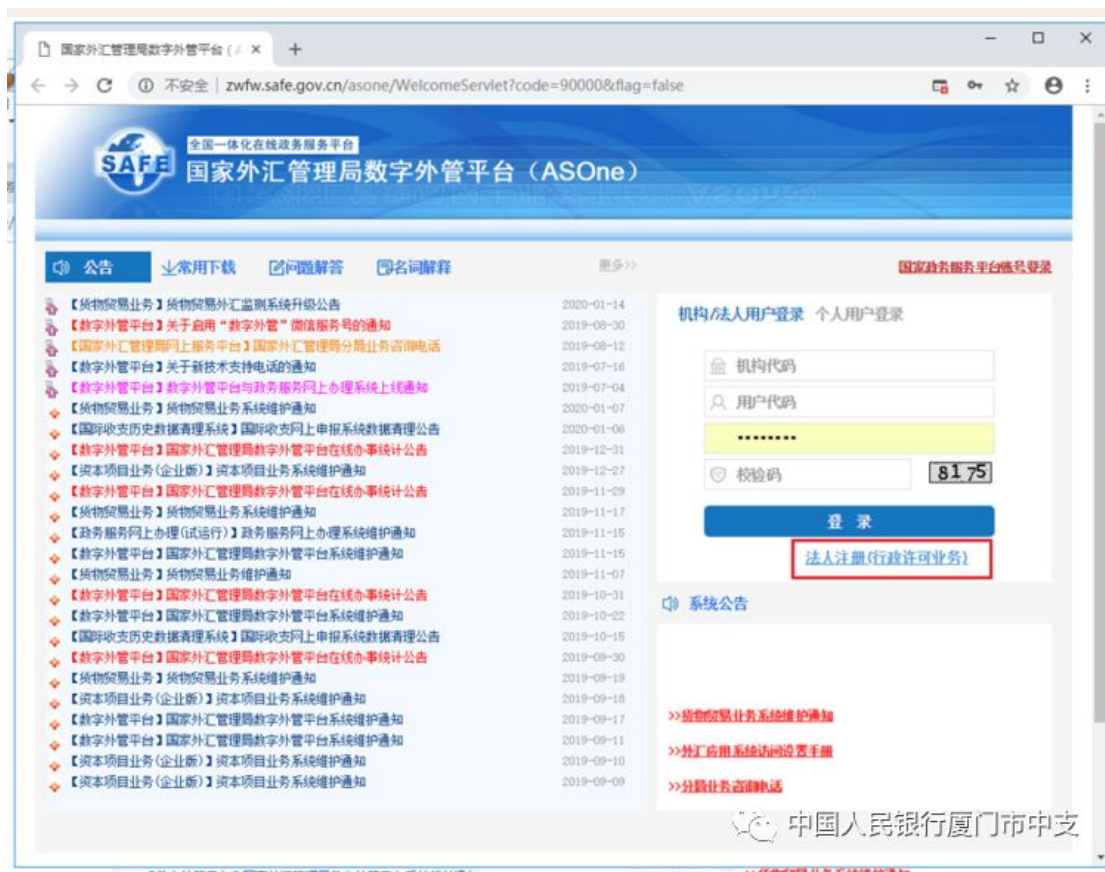 国家外汇管理局数字外管平台 (A
不安全 | zwfw.safe.gov.cn/asone/WelcomeServlet?code=90000&flag=false
SAFE
全国一体化在线政务服务平台
国家外汇管理局数字外管平台（ASOne）
公告 常用下载 问题解答 名词解释 更多>>
国家政务服务平台账号登录
【货物贸易业务】货物贸易外汇监测系统升级公告 2020-01-14
【数字外管平台】关于启用“数字外管”微信服务号的通知 2019-08-30
【国家外汇管理局网上服务平台】国家外汇管理局分局业务咨询电话 2019-08-12
【数字外管平台】关于新技术支持电话的通知 2019-07-16
【数字外管平台】数字外管平台与政务服务网上办理系统上线通知 2019-07-04
【货物贸易业务】货物贸易业务系统维护通知 2020-01-07
【国际收支历史数据清理系统】国际收支网上申报系统数据清理公告 2020-01-06
【数字外管平台】国家外汇管理局数字外管平台在线办事统计公告 2019-12-31
【资本项目业务(企业版)】资本项目业务系统维护通知 2019-12-27
【数字外管平台】国家外汇管理局数字外管平台在线办事统计公告 2019-11-29
【货物贸易业务】货物贸易业务系统维护通知 2019-11-17
【政务服务网上办理(试运行)】政务服务网上办理系统维护通知 2019-11-15
【数字外管平台】国家外汇管理局数字外管平台系统维护通知 2019-11-15
【货物贸易业务】货物贸易业务维护通知 2019-11-07
【数字外管平台】国家外汇管理局数字外管平台在线办事统计公告 2019-10-31
【数字外管平台】国家外汇管理局数字外管平台系统维护通知 2019-10-22
【国际收支历史数据清理系统】国际收支网上申报系统数据清理公告 2019-10-15
【数字外管平台】国家外汇管理局数字外管平台在线办事统计公告 2019-09-30
【货物贸易业务】货物贸易业务系统维护通知 2019-09-19
【资本项目业务(企业版)】资本项目业务系统维护通知 2019-09-18
【数字外管平台】国家外汇管理局数字外管平台系统维护通知 2019-09-17
【数字外管平台】国家外汇管理局数字外管平台系统维护通知 2019-09-11
【资本项目业务(企业版)】资本项目业务系统维护通知 2019-09-10
【资本项目业务(企业版)】资本项目业务系统维护通知 2019-09-09
机构/法人用户登录 个人用户登录
机构代码
用户代码
••••••••
校验码 8175
登 录
法人注册(行政许可业务)
系统公告
>>货物贸易业务系统维护通知
>>外汇应用系统访问设置手册
>>分局业务咨询电话
中国人民银行厦门市中支